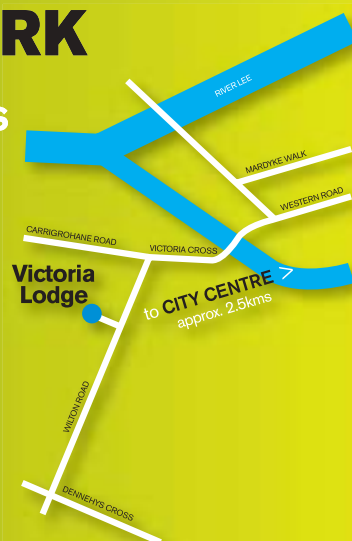 RK
s
RIVER LEE
MARDYKE WALK
WESTERN ROAD
CARRIGROHANE ROAD
VICTORIA CROSS
Victoria
Lodge
to CITY CENTRE >
approx. 2.5kms
WILTON ROAD
DENNEHYS CROSS